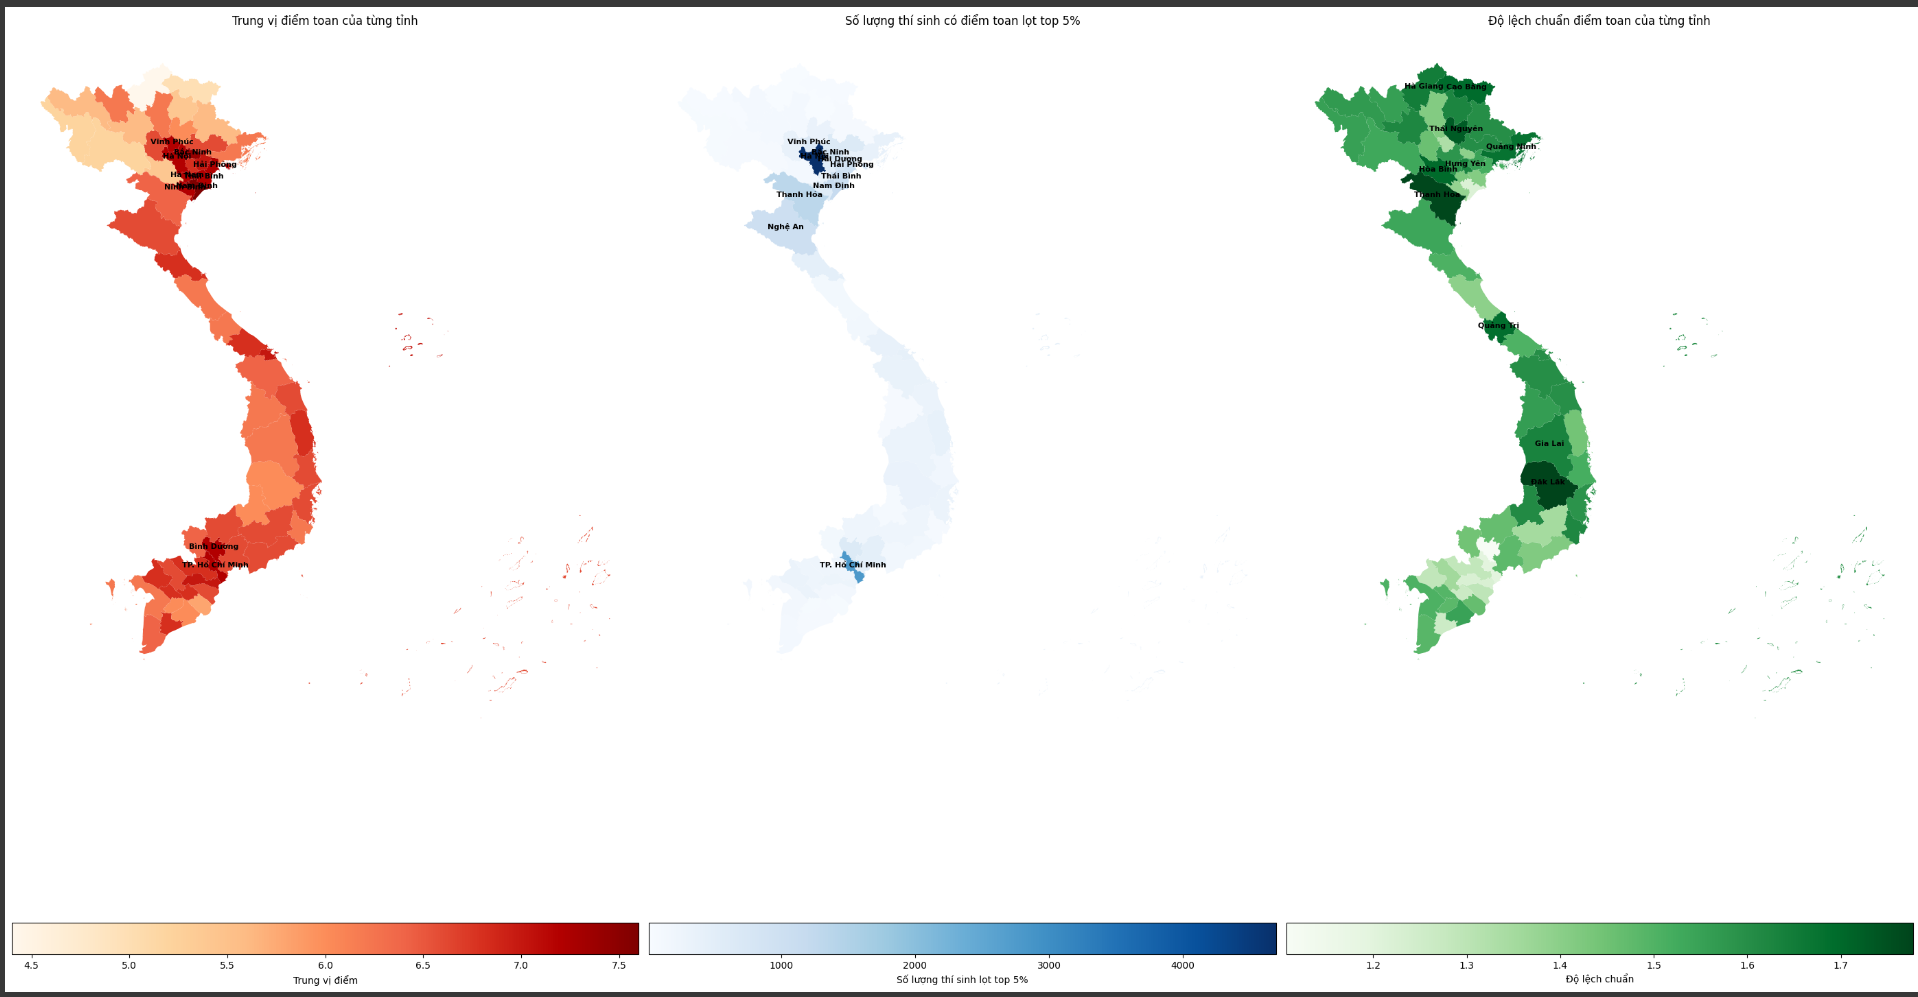 Trung vị điểm toan của từng tỉnh
Vĩnh Phúc
Hải Phòng
Bình Dương
TP. Hồ Chí Minh
4.5 5.0 5.5 6.0 6.5 7.0 7.5
Trung vị điểm
Số lượng thí sinh có điểm toan lọt top 5%
Vĩnh Phúc
Hải Phòng
Thái Bình
Nam Định
Thanh Hóa
Nghệ An
TP. Hồ Chí Minh
1000 2000 3000 4000
Số lượng thí sinh lọt top 5%
Độ lệch chuẩn điểm toan của từng tỉnh
Hà Giang
Cao Bằng
Thái Nguyên
Quảng Ninh
Hưng Yên
Hòa Bình
Thanh Hóa
Quảng Trị
Gia Lai
Đắk Lắk
1.2 1.3 1.4 1.5 1.6 1.7
Độ lệch chuẩn